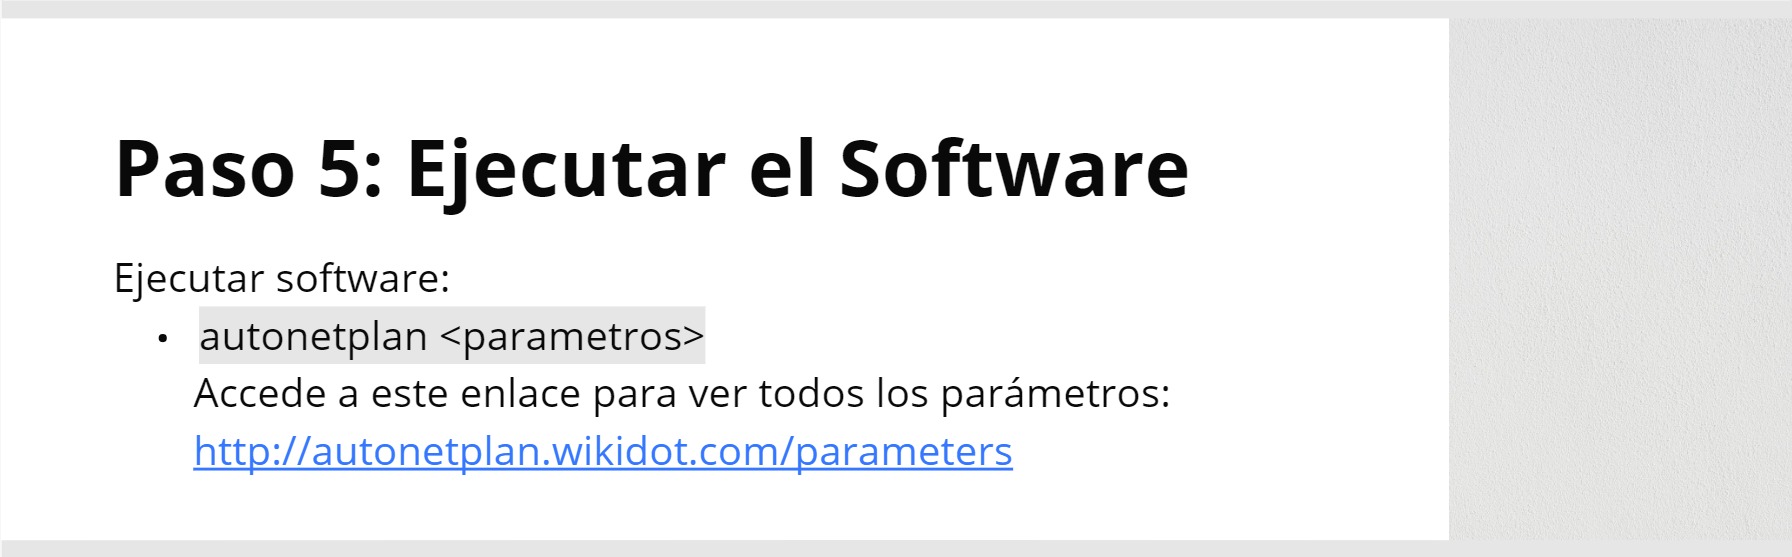 Paso 5: Ejecutar el Software
Ejecutar software:
• autonetplan <parametros>
Accede a este enlace para ver todos los parámetros:
http://autonetplan.wikidot.com/parameters